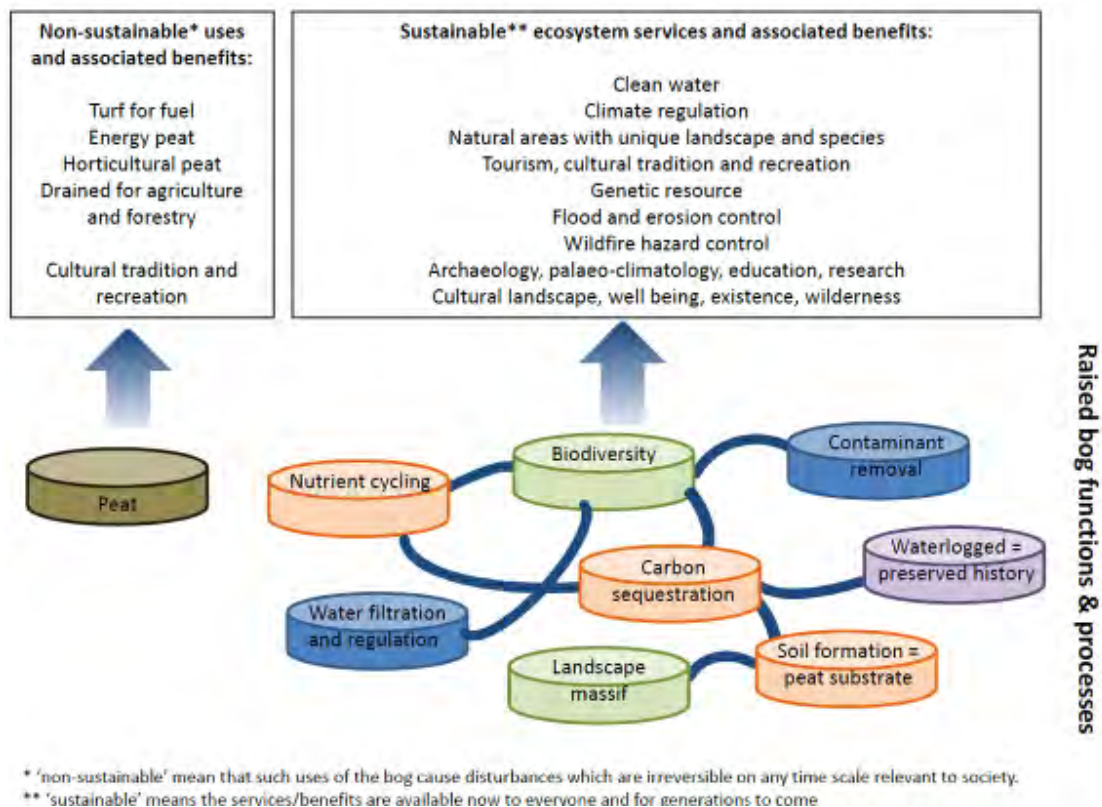 Non-sustainable* uses
and associated benefits:
Turf for fuel
Energy peat
Horticultural peat
Drained for agriculture
and forestry
Cultural tradition and
recreation
Sustainable** ecosystem services and associated benefits:
Clean water
Climate regulation
Natural areas with unique landscape and species
Tourism, cultural tradition and recreation
Genetic resource
Flood and erosion control
Wildfire hazard control
Archaeology, palaeo-climatology, education, research
Cultural landscape, well being, existence, wilderness
Peat
Nutrient cycling
Biodiversity
Contaminant
removal
Carbon
sequestration
Waterlogged =
preserved history
Water filtration
and regulation
Landscape
massif
Soil formation =
peat substrate
Raised bog functions & processes
* 'non-sustainable' mean that such uses of the bog cause disturbances which are irreversible on any time scale relevant to society.
** 'sustainable' means the services/benefits are available now to everyone and for generations to come